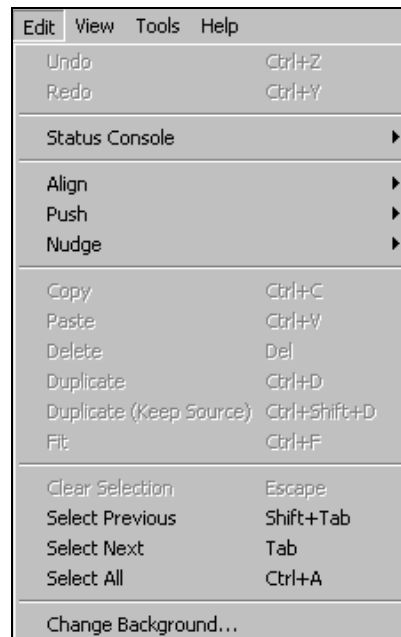 Edit View Tools Help
Undo Ctrl+Z
Redo Ctrl+Y
Status Console
Align
Push
Nudge
Copy Ctrl+C
Paste Ctrl+V
Delete Del
Duplicate Ctrl+D
Duplicate (Keep Source) Ctrl+Shift+D
Fit Ctrl+F
Clear Selection Escape
Select Previous Shift+Tab
Select Next Tab
Select All Ctrl+A
Change Background...